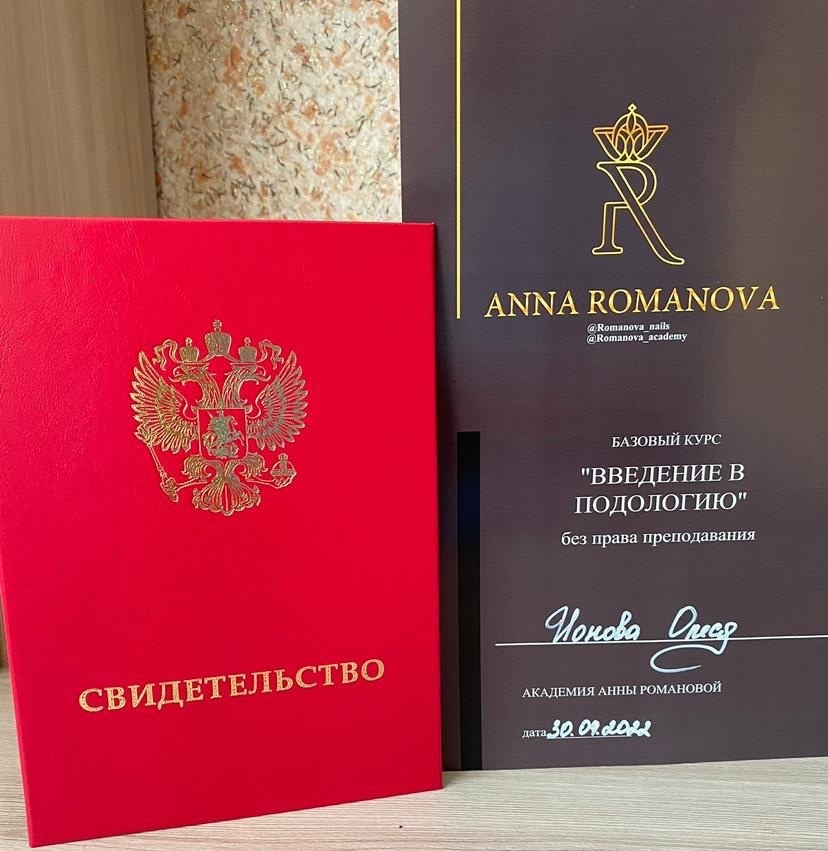 СВИДЕТЕЛЬСТВО
R
ANNA ROMANOVA
@Romanova_nails
@Romanova_academy
БАЗОВЫЙ КУРС
"ВВЕДЕНИЕ В
ПОДОЛОГИЮ"
без права преподавания
Ионова Олеся
АКАДЕМИЯ АННЫ РОМАНОВОЙ
дата 30.09.2022